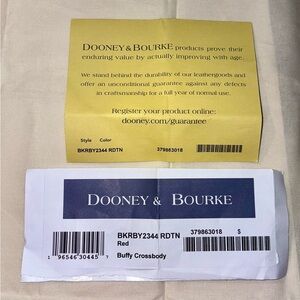 DOONEY & BOURKE products prove their
enduring value by actually improving with age.
We stand behind the durability of our leathergoods and
offer an unconditional guarantee against any defects
in craftsmanship for a full year of normal use.
Register your product online:
dooney.com/guarantee
Style Color
BKRBY2344 RDTN 379863018
DOONEY & BOURKE
BKRBY2344 RDTN 379863018 $
Red
1 96546 30445 7
Buffy Crossbody